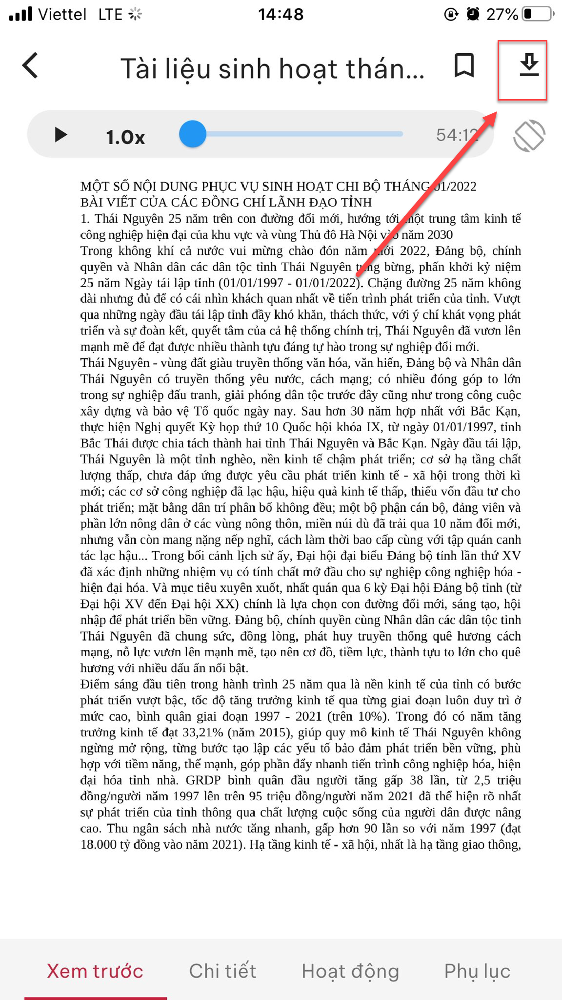 Viettel LTE 14:48 27%
Tài liệu sinh hoạt thán...
1.0x 54:12
MỘT SỐ NỘI DUNG PHỤC VỤ SINH HOẠT CHI BỘ THÁNG 01/2022
BÀI VIẾT CỦA CÁC ĐỒNG CHÍ LÃNH ĐẠO TỈNH
1. Thái Nguyên 25 năm trên con đường đổi mới, hướng tới một trung tâm kinh tế
công nghiệp hiện đại của khu vực và vùng Thủ đô Hà Nội vào năm 2030
Trong không khí cả nước vui mừng chào đón năm mới 2022, Đảng bộ, chính
quyền và Nhân dân các dân tộc tỉnh Thái Nguyên tưng bừng, phấn khởi kỷ niệm
25 năm Ngày tái lập tỉnh (01/01/1997 - 01/01/2022). Chặng đường 25 năm không
dài nhưng đủ để có cái nhìn khách quan nhất về tiến trình phát triển của tỉnh. Vượt
qua những ngày đầu tái lập tỉnh đầy khó khăn, thách thức, với ý chí khát vọng phát
triển và sự đoàn kết, quyết tâm của cả hệ thống chính trị, Thái Nguyên đã vươn lên
mạnh mẽ để đạt được nhiều thành tựu đáng tự hào trong sự nghiệp đổi mới.
Thái Nguyên - vùng đất giàu truyền thống văn hóa, văn hiến, Đảng bộ và Nhân dân
Thái Nguyên có truyền thống yêu nước, cách mạng; có nhiều đóng góp to lớn
trong sự nghiệp đấu tranh, giải phóng dân tộc trước đây cũng như trong công cuộc
xây dựng và bảo vệ Tổ quốc ngày nay. Sau hơn 30 năm hợp nhất với Bắc Kạn,
thực hiện Nghị quyết Kỳ họp thứ 10 Quốc hội khóa IX, từ ngày 01/01/1997, tỉnh
Bắc Thái được chia tách thành hai tỉnh Thái Nguyên và Bắc Kạn. Ngày đầu tái lập,
Thái Nguyên là một tỉnh nghèo, nền kinh tế chậm phát triển; cơ sở hạ tầng chất
lượng thấp, chưa đáp ứng được yêu cầu phát triển kinh tế - xã hội trong thời kì
mới; các cơ sở công nghiệp đã lạc hậu, hiệu quả kinh tế thấp, thiếu vốn đầu tư cho
phát triển; mặt bằng dân trí phân bố không đều; một bộ phận cán bộ, đảng viên và
phần lớn nông dân ở các vùng nông thôn, miền núi dù đã trải qua 10 năm đổi mới,
nhưng vẫn còn mang nặng nếp nghĩ, cách làm thời bao cấp cùng với tập quán canh
tác lạc hậu... Trong bối cảnh lịch sử ấy, Đại hội đại biểu Đảng bộ tỉnh lần thứ XV
đã xác định những nhiệm vụ có tính chất mở đầu cho sự nghiệp công nghiệp hóa -
hiện đại hóa. Và mục tiêu xuyên xuốt, nhất quán qua 6 kỳ Đại hội Đảng bộ tỉnh (từ
Đại hội XV đến Đại hội XX) chính là lựa chọn con đường đổi mới, sáng tạo, hội
nhập để phát triển bền vững. Đảng bộ, chính quyền cùng Nhân dân các dân tộc tỉnh
Thái Nguyên đã chung sức, đồng lòng, phát huy truyền thống quê hương cách
mạng, nỗ lực vươn lên mạnh mẽ, tạo nên cơ đồ, tiềm lực, thành tựu to lớn cho quê
hương với nhiều dấu ấn nổi bật.
Điểm sáng đầu tiên trong hành trình 25 năm qua là nền kinh tế của tỉnh có bước
phát triển vượt bậc, tốc độ tăng trưởng kinh tế qua từng giai đoạn luôn duy trì ở
mức cao, bình quân giai đoạn 1997 - 2021 (trên 10%). Trong đó có năm tăng
trưởng kinh tế đạt 33,21% (năm 2015), giúp quy mô kinh tế Thái Nguyên không
ngừng mở rộng, từng bước tạo lập các yếu tố bảo đảm phát triển bền vững, phù
hợp với tiềm năng, thế mạnh, góp phần đẩy nhanh tiến trình công nghiệp hóa, hiện
đại hóa tỉnh nhà. GRDP bình quân đầu người tăng gấp 38 lần, từ 2,5 triệu
đồng/người năm 1997 lên trên 95 triệu đồng/người năm 2021 đã thể hiện rõ nhất
sự phát triển của tỉnh thông qua chất lượng cuộc sống của người dân được nâng
cao. Thu ngân sách nhà nước tăng nhanh, gấp hơn 90 lần so với năm 1997 (đạt
18.000 tỷ đồng vào năm 2021). Hạ tầng kinh tế - xã hội, nhất là hạ tầng giao thông,
Xem trước Chi tiết Hoạt động Phụ lục